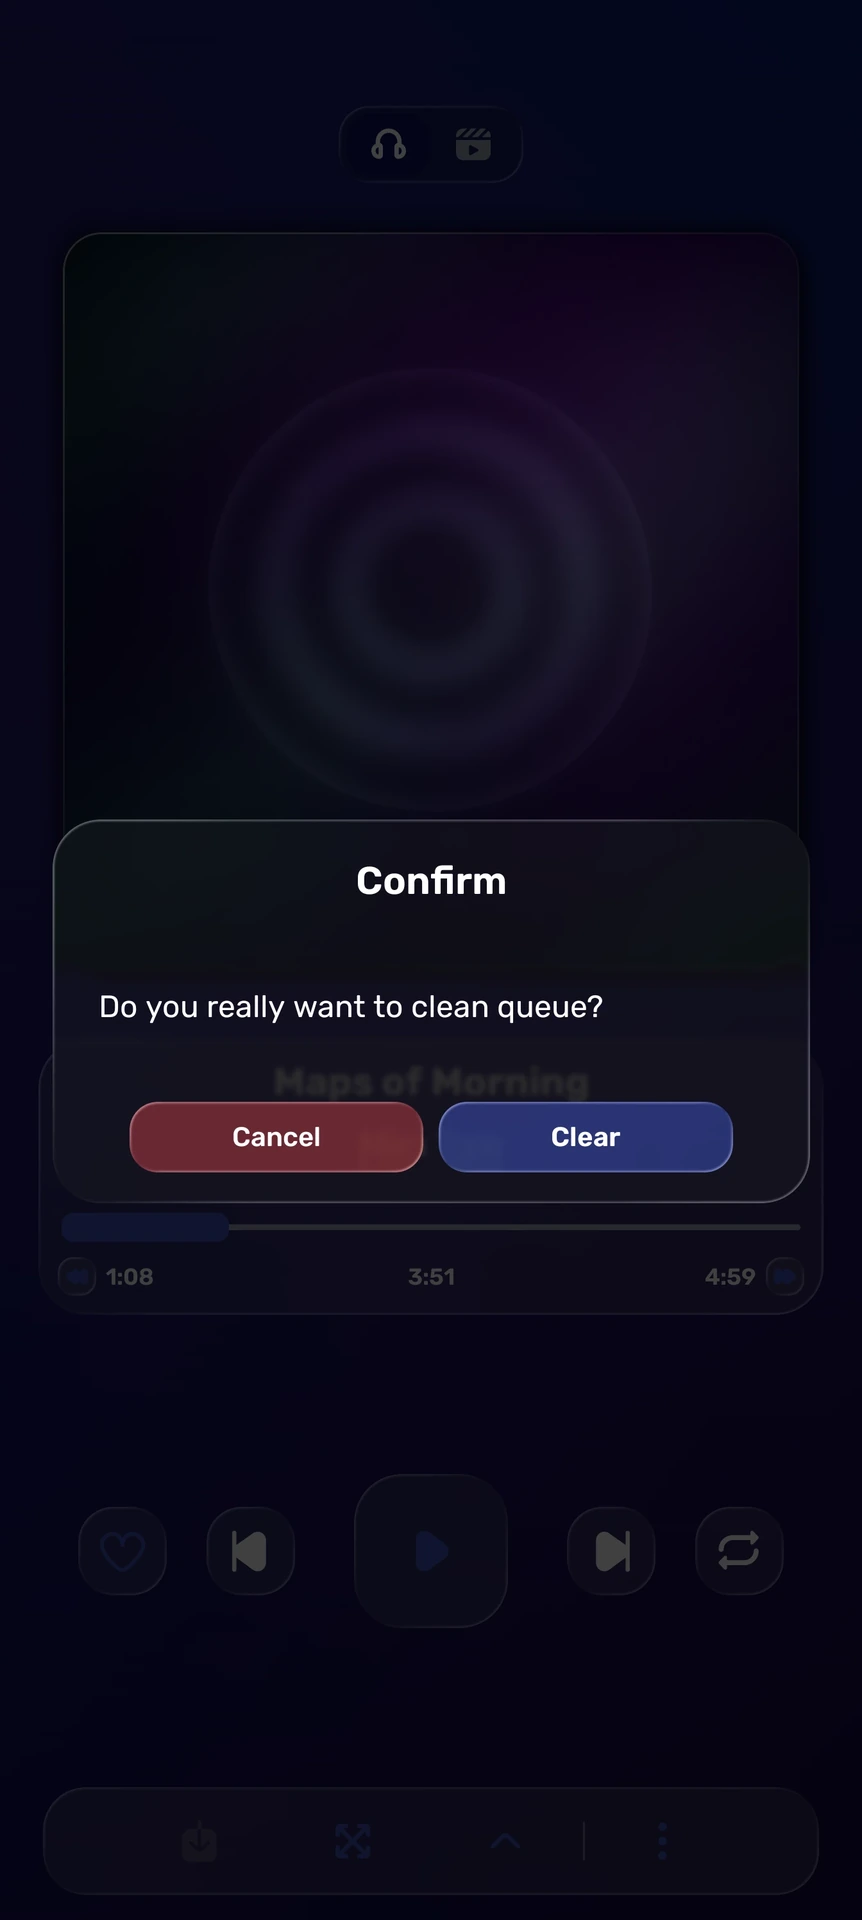 Confirm
Do you really want to clean queue?
Maps of Morning
Cancel
Clear
1:08
3:51
4:59